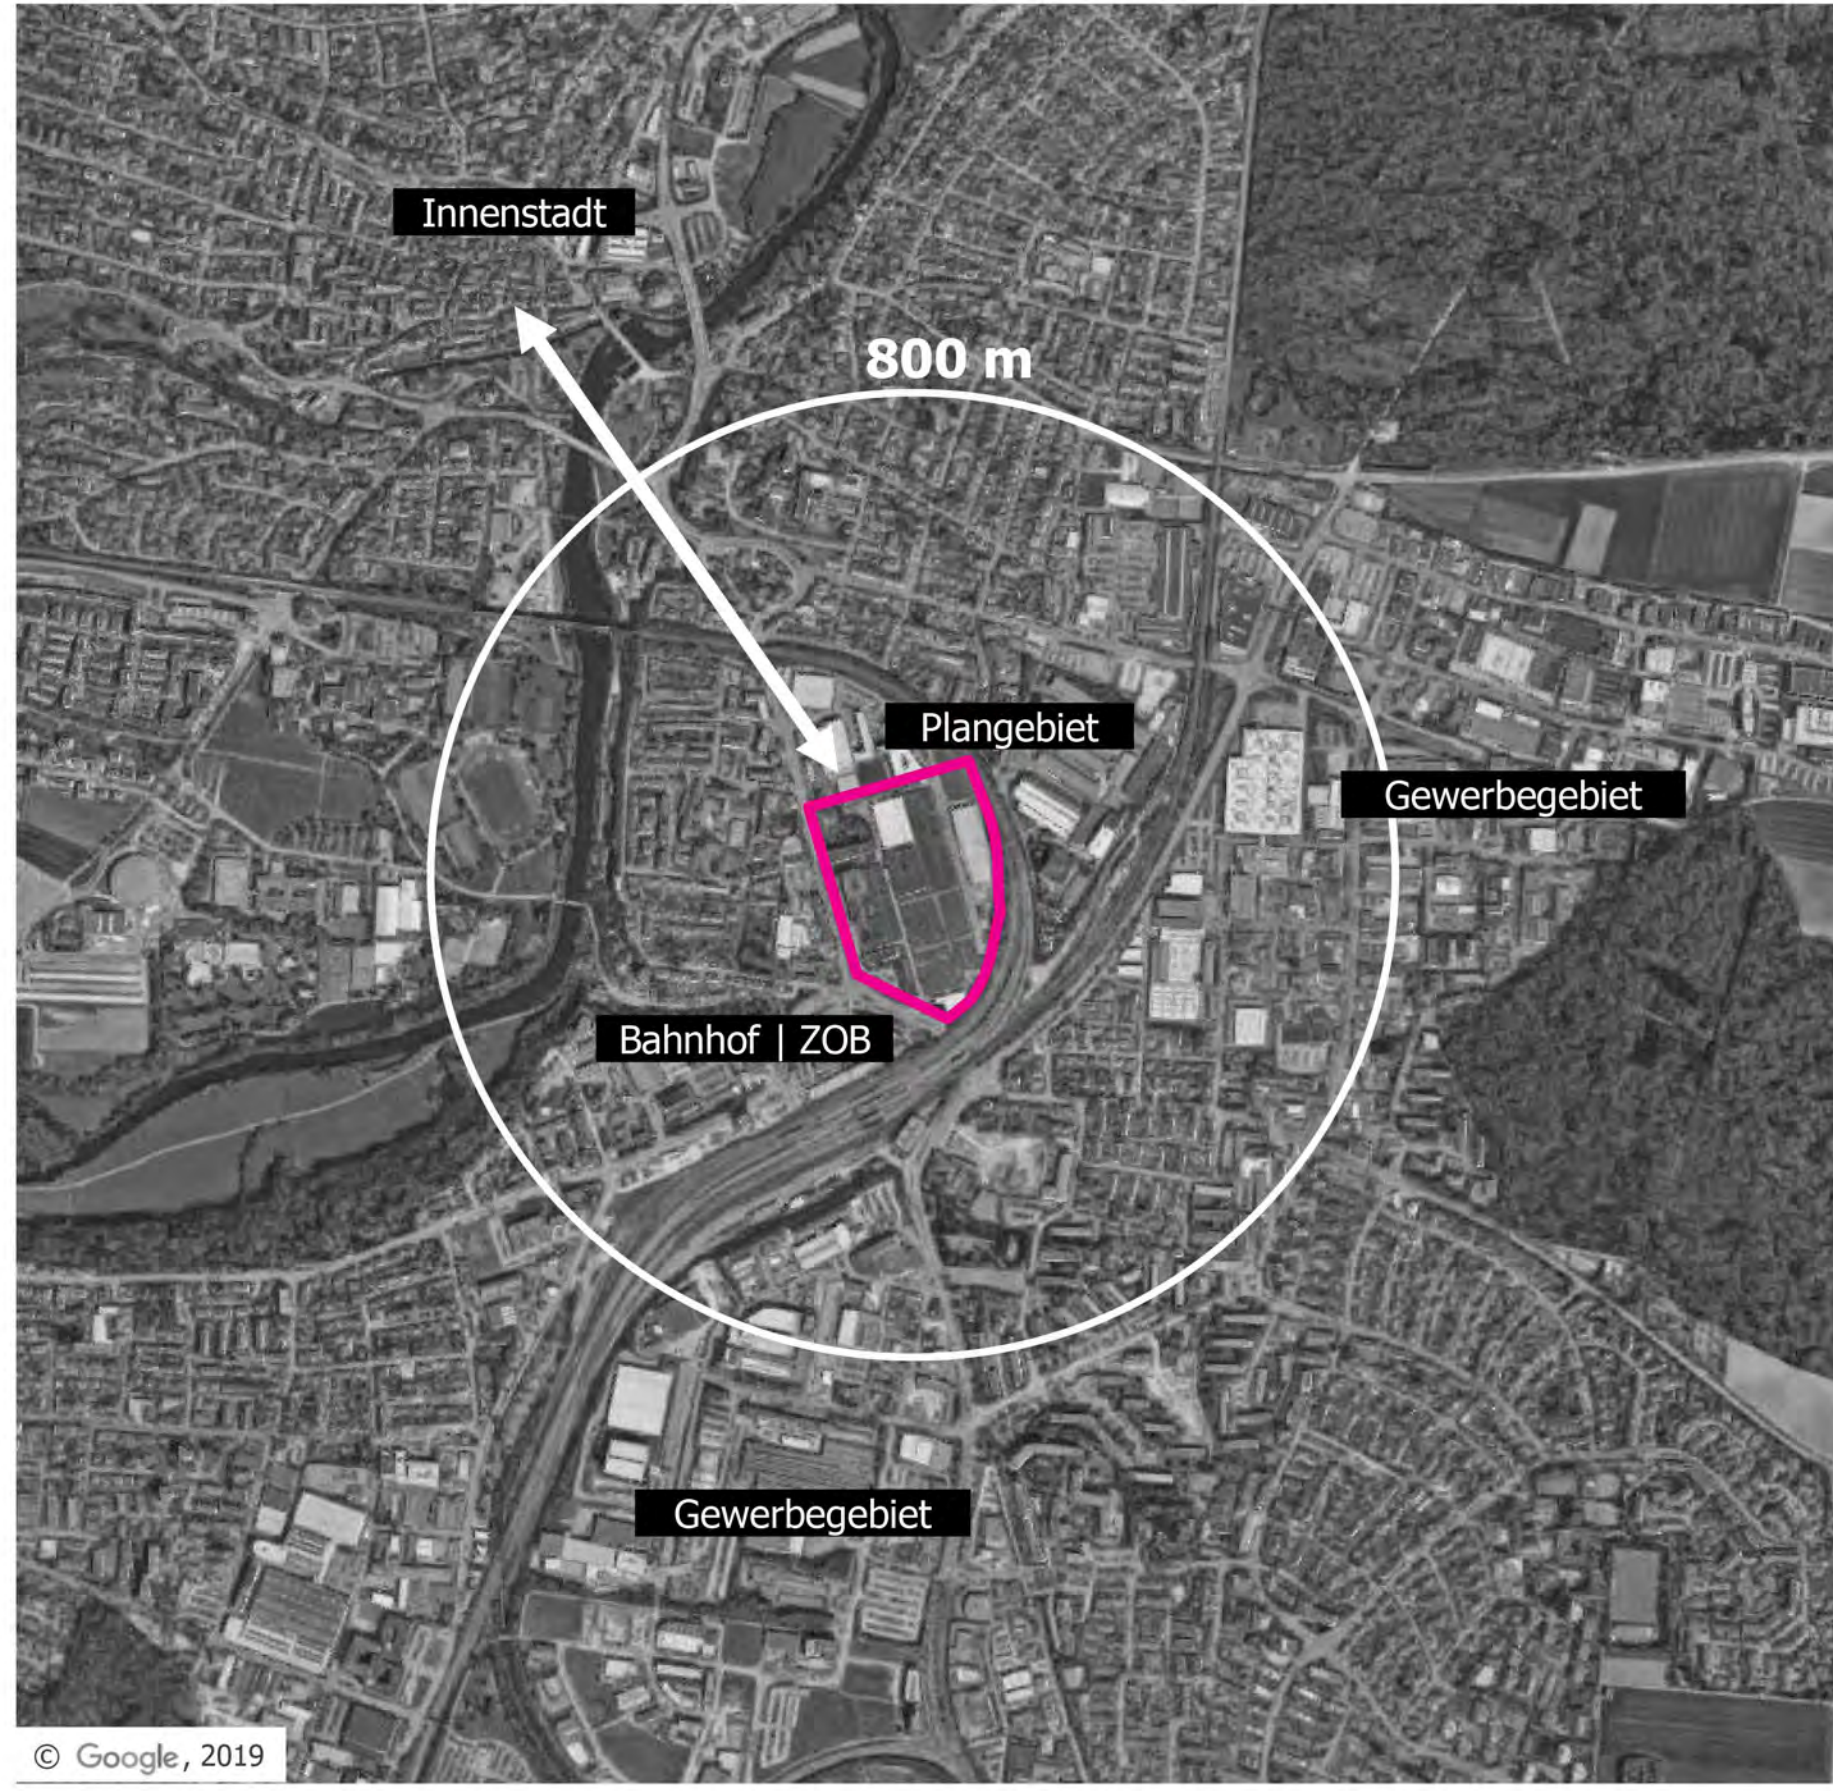 Innenstadt
800 m
Plangebiet
Gewerbegebiet
Bahnhof | ZOB
Gewerbegebiet
© Google, 2019